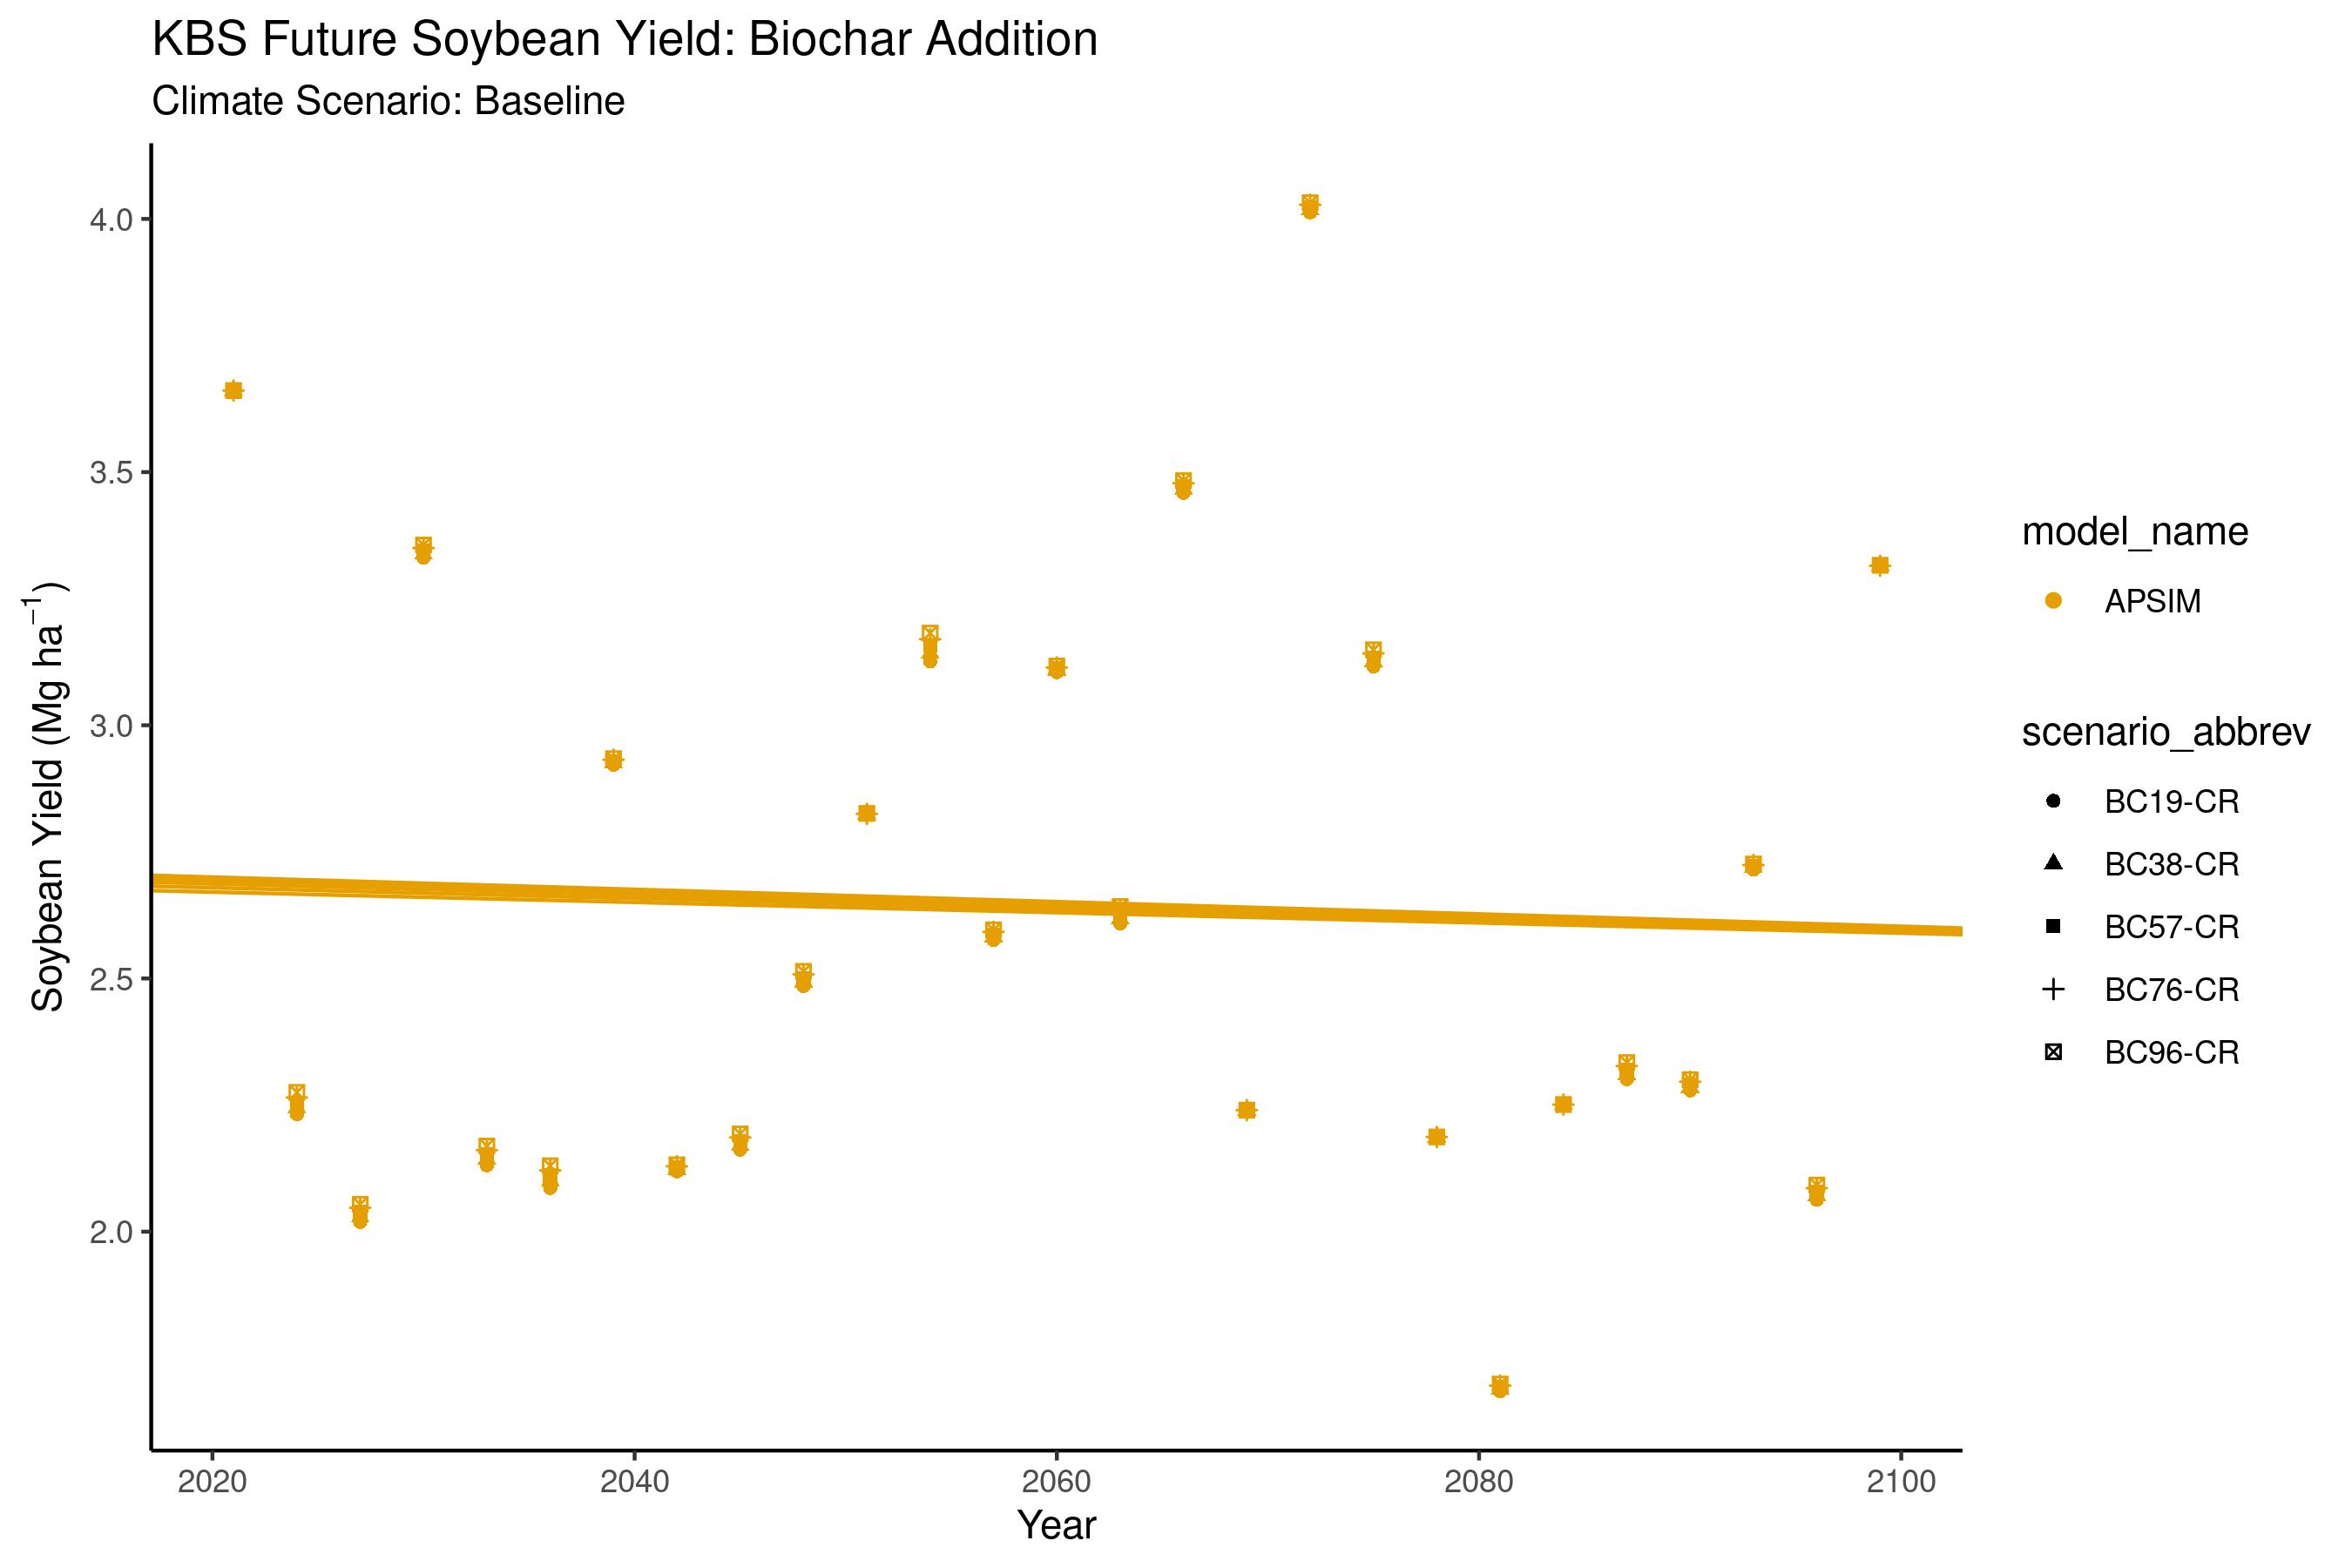 KBS Future Soybean Yield: Biochar Addition
Climate Scenario: Baseline
Soybean Yield (Mg ha⁻¹)
4.0
3.5
3.0
2.5
2.0
2020 2040 2060 2080 2100
Year
model_name
APSIM
scenario_abbrev
BC19-CR
BC38-CR
BC57-CR
BC76-CR
BC96-CR